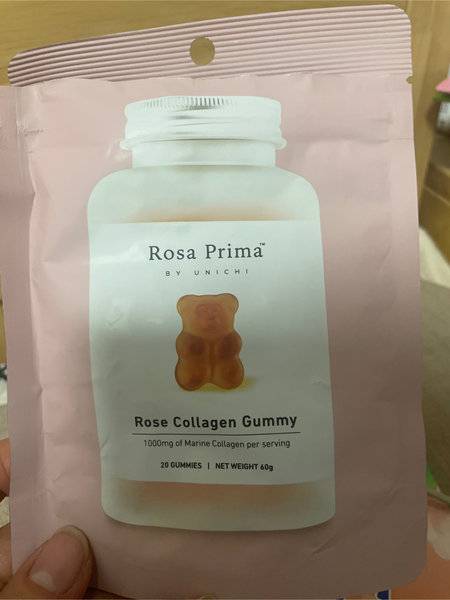 Rosa Prima™
BY UNICHI
Rose Collagen Gummy
1000mg of Marine Collagen per serving
20 GUMMIES | NET WEIGHT 60g